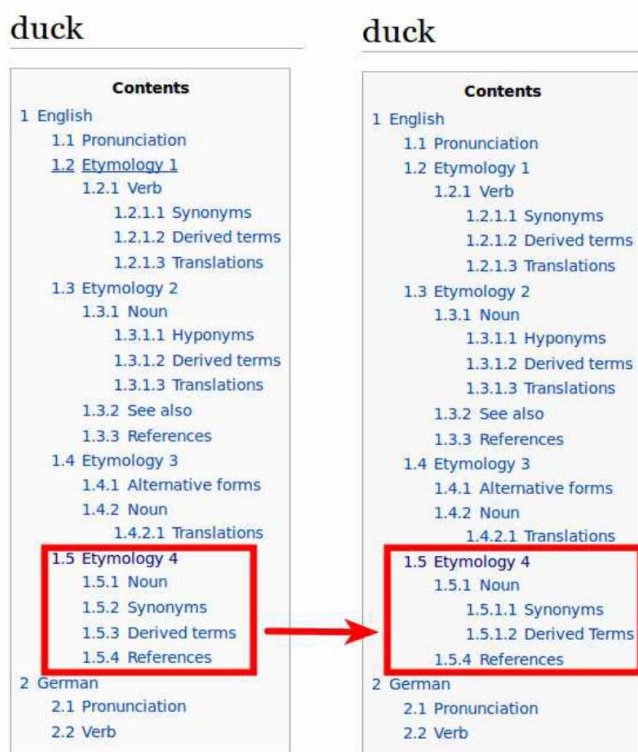 duck
Contents
1 English
1.1 Pronunciation
1.2 Etymology 1
1.2.1 Verb
1.2.1.1 Synonyms
1.2.1.2 Derived terms
1.2.1.3 Translations
1.3 Etymology 2
1.3.1 Noun
1.3.1.1 Hyponyms
1.3.1.2 Derived terms
1.3.1.3 Translations
1.3.2 See also
1.3.3 References
1.4 Etymology 3
1.4.1 Alternative forms
1.4.2 Noun
1.4.2.1 Translations
1.5 Etymology 4
1.5.1 Noun
1.5.2 Synonyms
1.5.3 Derived terms
1.5.4 References
2 German
2.1 Pronunciation
2.2 Verb
duck
Contents
1 English
1.1 Pronunciation
1.2 Etymology 1
1.2.1 Verb
1.2.1.1 Synonyms
1.2.1.2 Derived terms
1.2.1.3 Translations
1.3 Etymology 2
1.3.1 Noun
1.3.1.1 Hyponyms
1.3.1.2 Derived terms
1.3.1.3 Translations
1.3.2 See also
1.3.3 References
1.4 Etymology 3
1.4.1 Alternative forms
1.4.2 Noun
1.4.2.1 Translations
1.5 Etymology 4
1.5.1 Noun
1.5.1.1 Synonyms
1.5.1.2 Derived Terms
1.5.4 References
2 German
2.1 Pronunciation
2.2 Verb